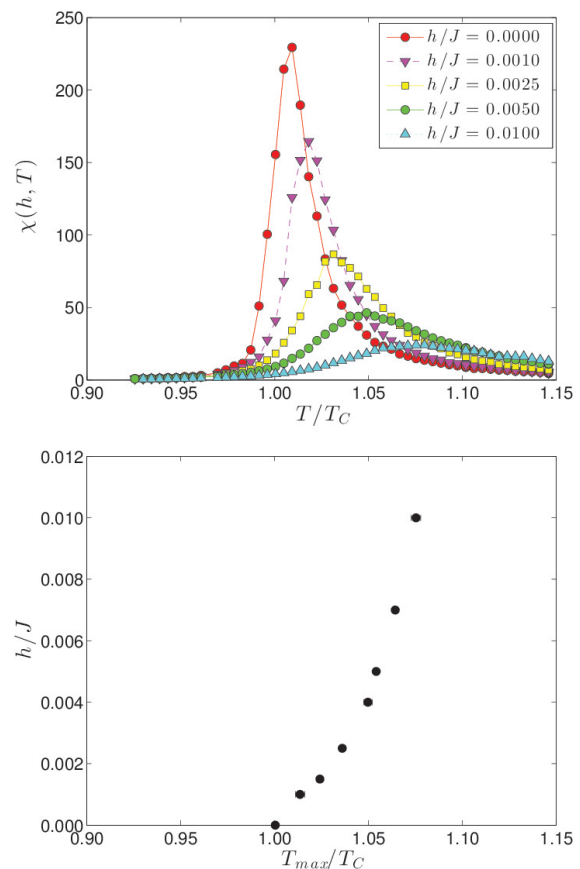 250
200
150
100
50
0
χ(h, T)
h/J = 0.0000
h/J = 0.0010
h/J = 0.0025
h/J = 0.0050
h/J = 0.0100
0.90 0.95 1.00 1.05 1.10 1.15
T/T_C
0.012
0.010
0.008
0.006
0.004
0.002
0.000
h/J
0.90 0.95 1.00 1.05 1.10 1.15
T_max/T_C